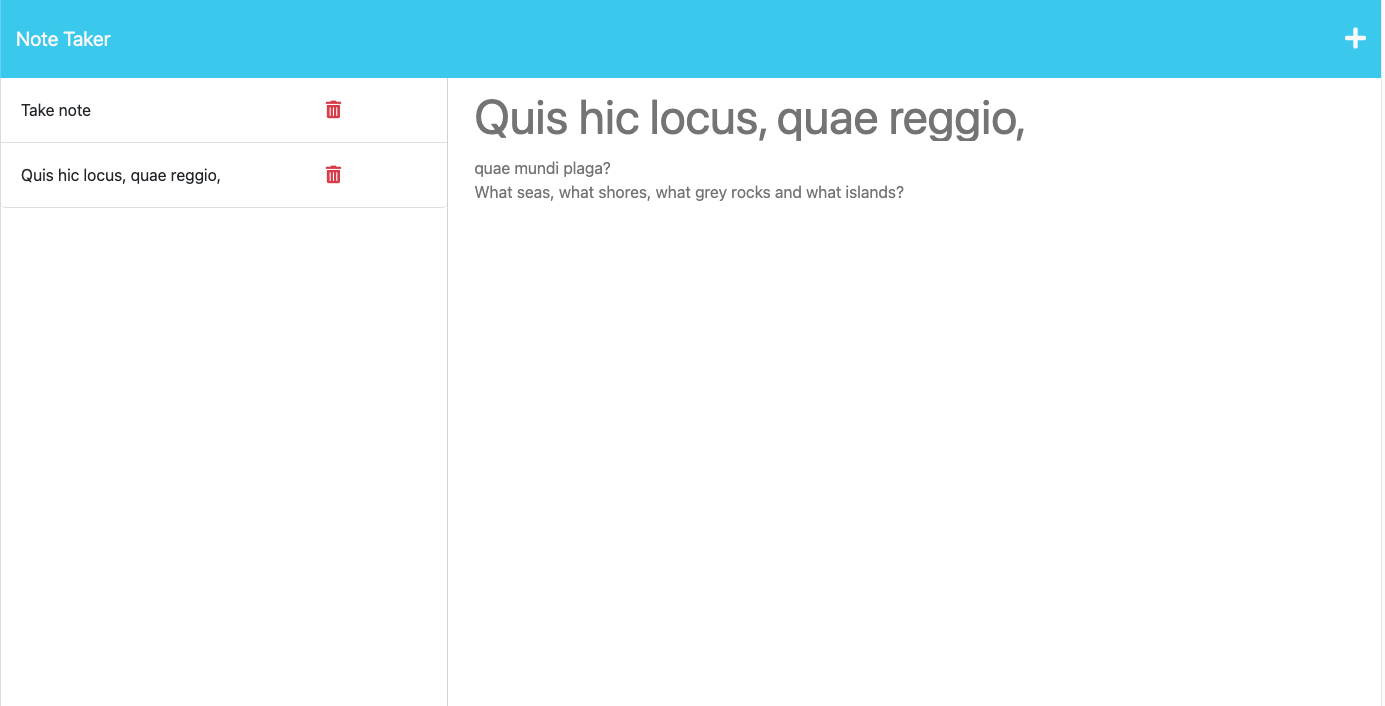 Note Taker
Take note
Quis hic locus, quae reggio,
Quis hic locus, quae reggio,
quae mundi plaga?
What seas, what shores, what grey rocks and what islands?